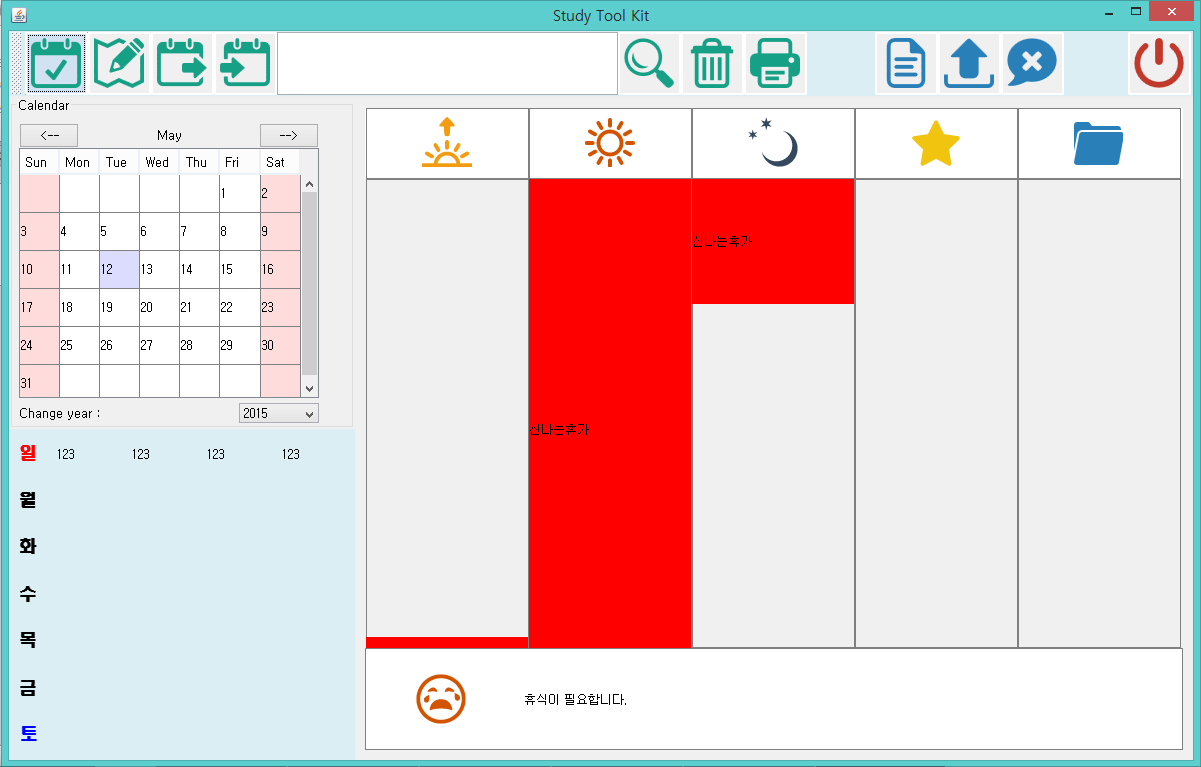 Study Tool Kit
Calendar
<-- May -->
Sun Mon Tue Wed Thu Fri Sat
1 2
3 4 5 6 7 8 9
10 11 12 13 14 15 16
17 18 19 20 21 22 23
24 25 26 27 28 29 30
31
Change year : 2015
일 123 123 123 123
월
화
수
목
금
토
신나는휴가
신나는휴가
휴식이 필요합니다.